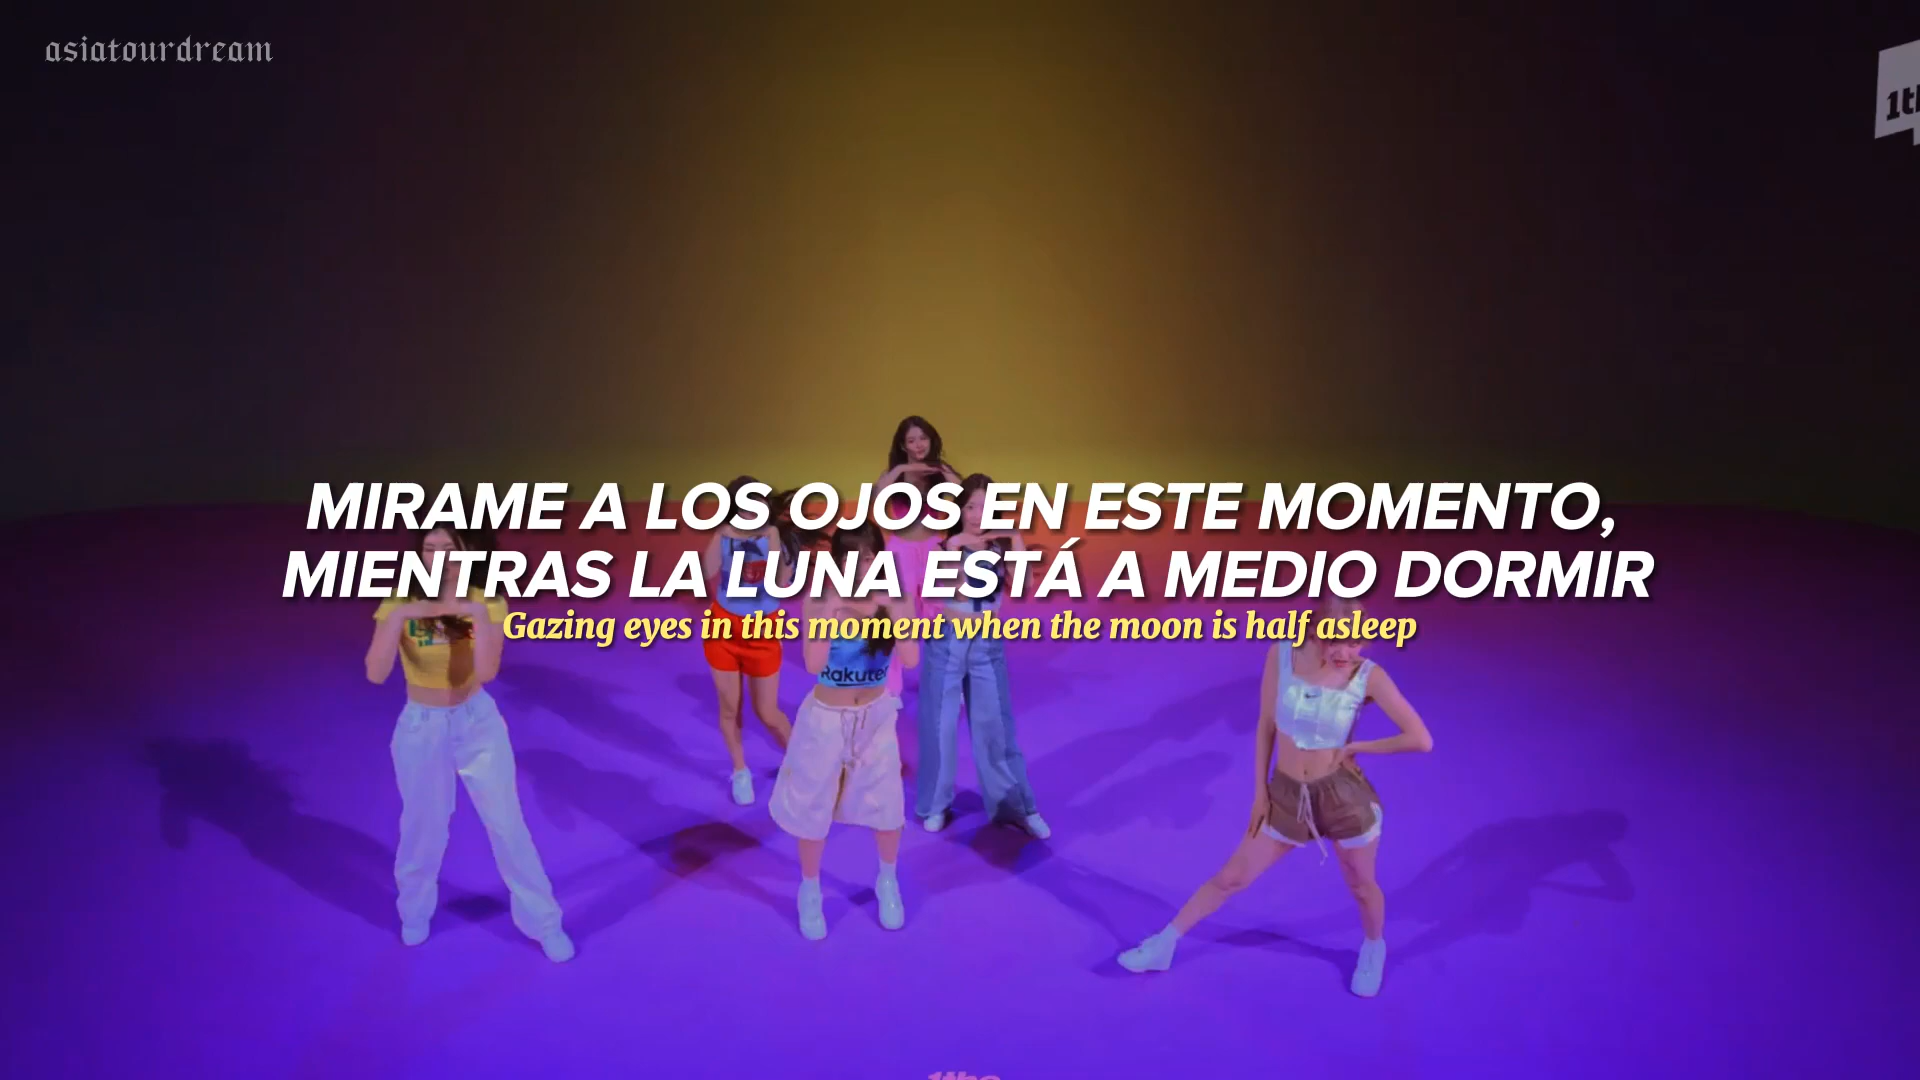 asiatourdream
MIRAME A LOS OJOS EN ESTE MOMENTO,
MIENTRAS LA LUNA ESTÁ A MEDIO DORMIR
Gazing eyes in this moment when the moon is half asleep
Rakuten